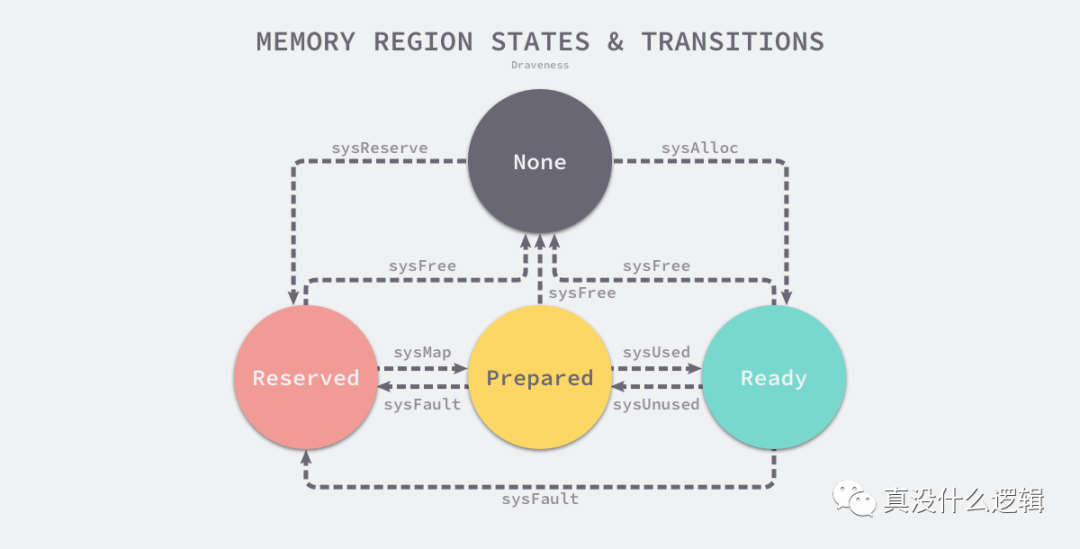 MEMORY REGION STATES & TRANSITIONS
Draveness
sysReserve
None
sysAlloc
sysFree
sysFree
sysFree
Reserved
sysMap
sysFault
Prepared
sysUsed
sysUnused
Ready
sysFault
真没什么逻辑